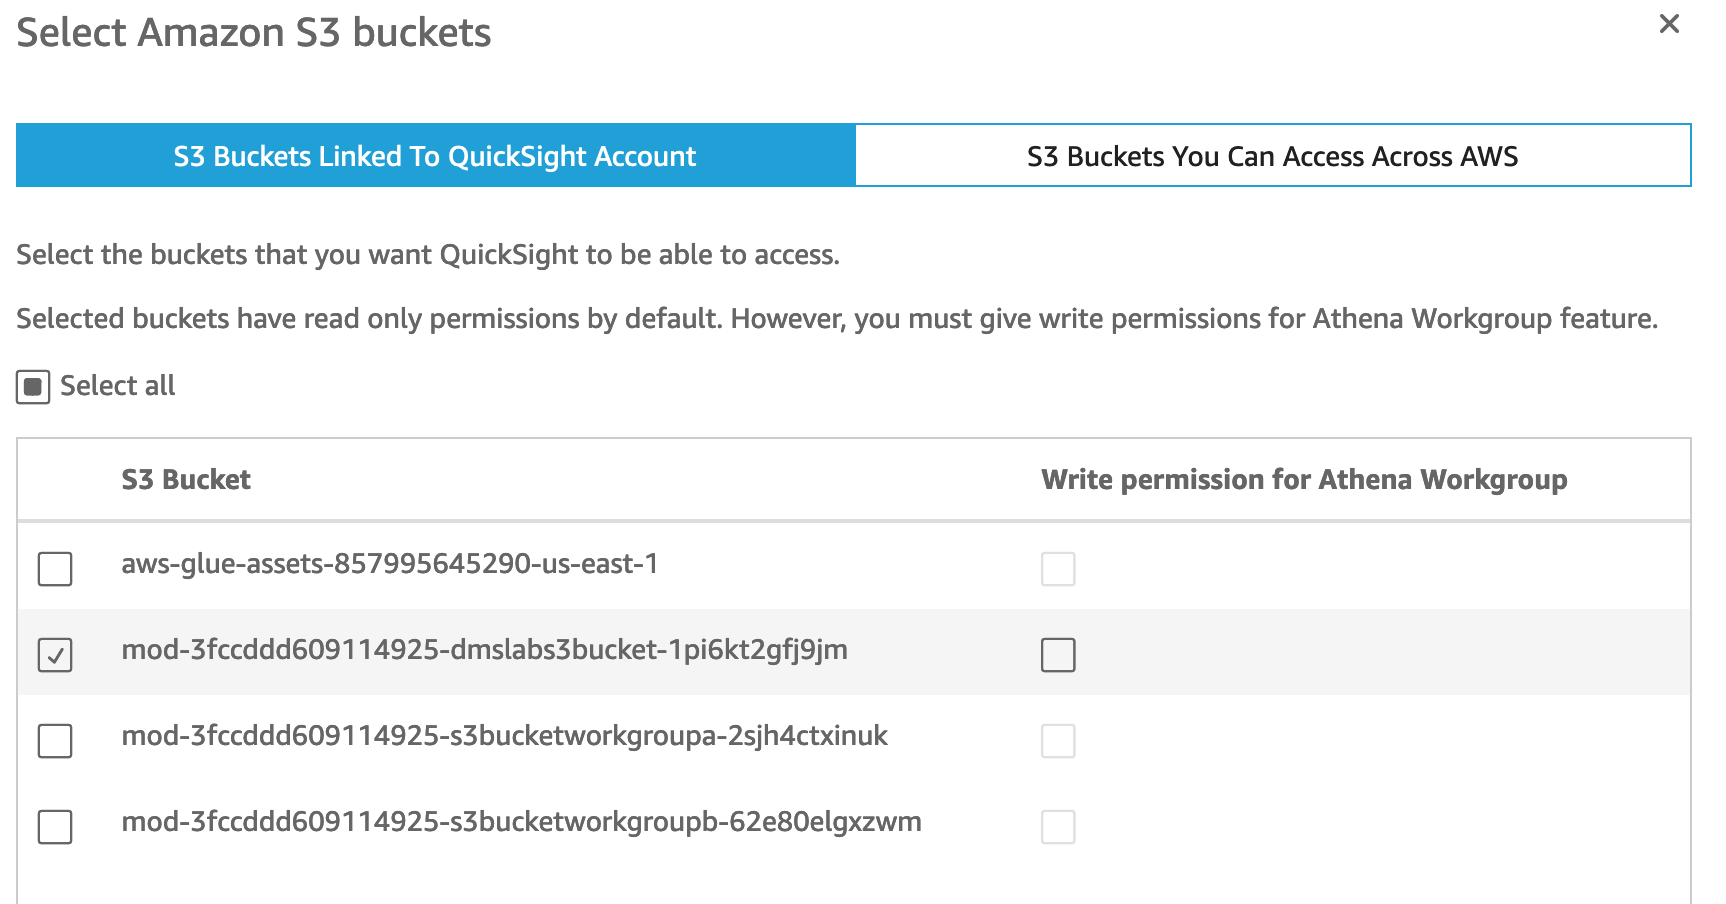 Select Amazon S3 buckets
S3 Buckets Linked To QuickSight Account
S3 Buckets You Can Access Across AWS
Select the buckets that you want QuickSight to be able to access.
Selected buckets have read only permissions by default. However, you must give write permissions for Athena Workgroup feature.
Select all
S3 Bucket
Write permission for Athena Workgroup
aws-glue-assets-857995645290-us-east-1
mod-3fccddd609114925-dmslabs3bucket-1pi6kt2gfj9jm
mod-3fccddd609114925-s3bucketworkgroupa-2sjh4ctxinuk
mod-3fccddd609114925-s3bucketworkgroupb-62e80elgxzwm